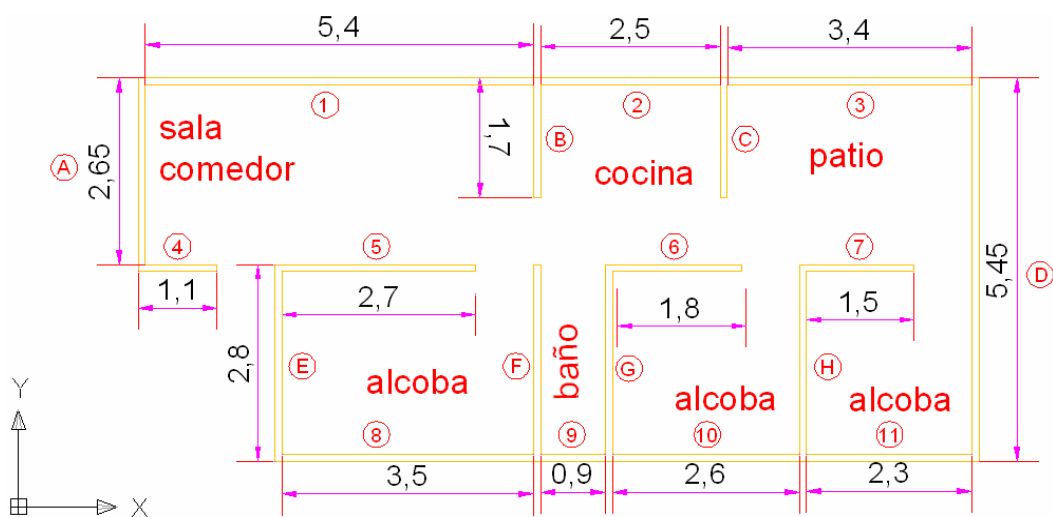 5,4
2,5
3,4
1
2
3
sala
comedor
A
2,65
1,7
B
cocina
C
patio
4
5
6
7
D
5,45
1,1
2,7
1,8
1,5
2,8
E
alcoba
F
baño
G
alcoba
H
alcoba
8
9
10
11
3,5
0,9
2,6
2,3
Y
X